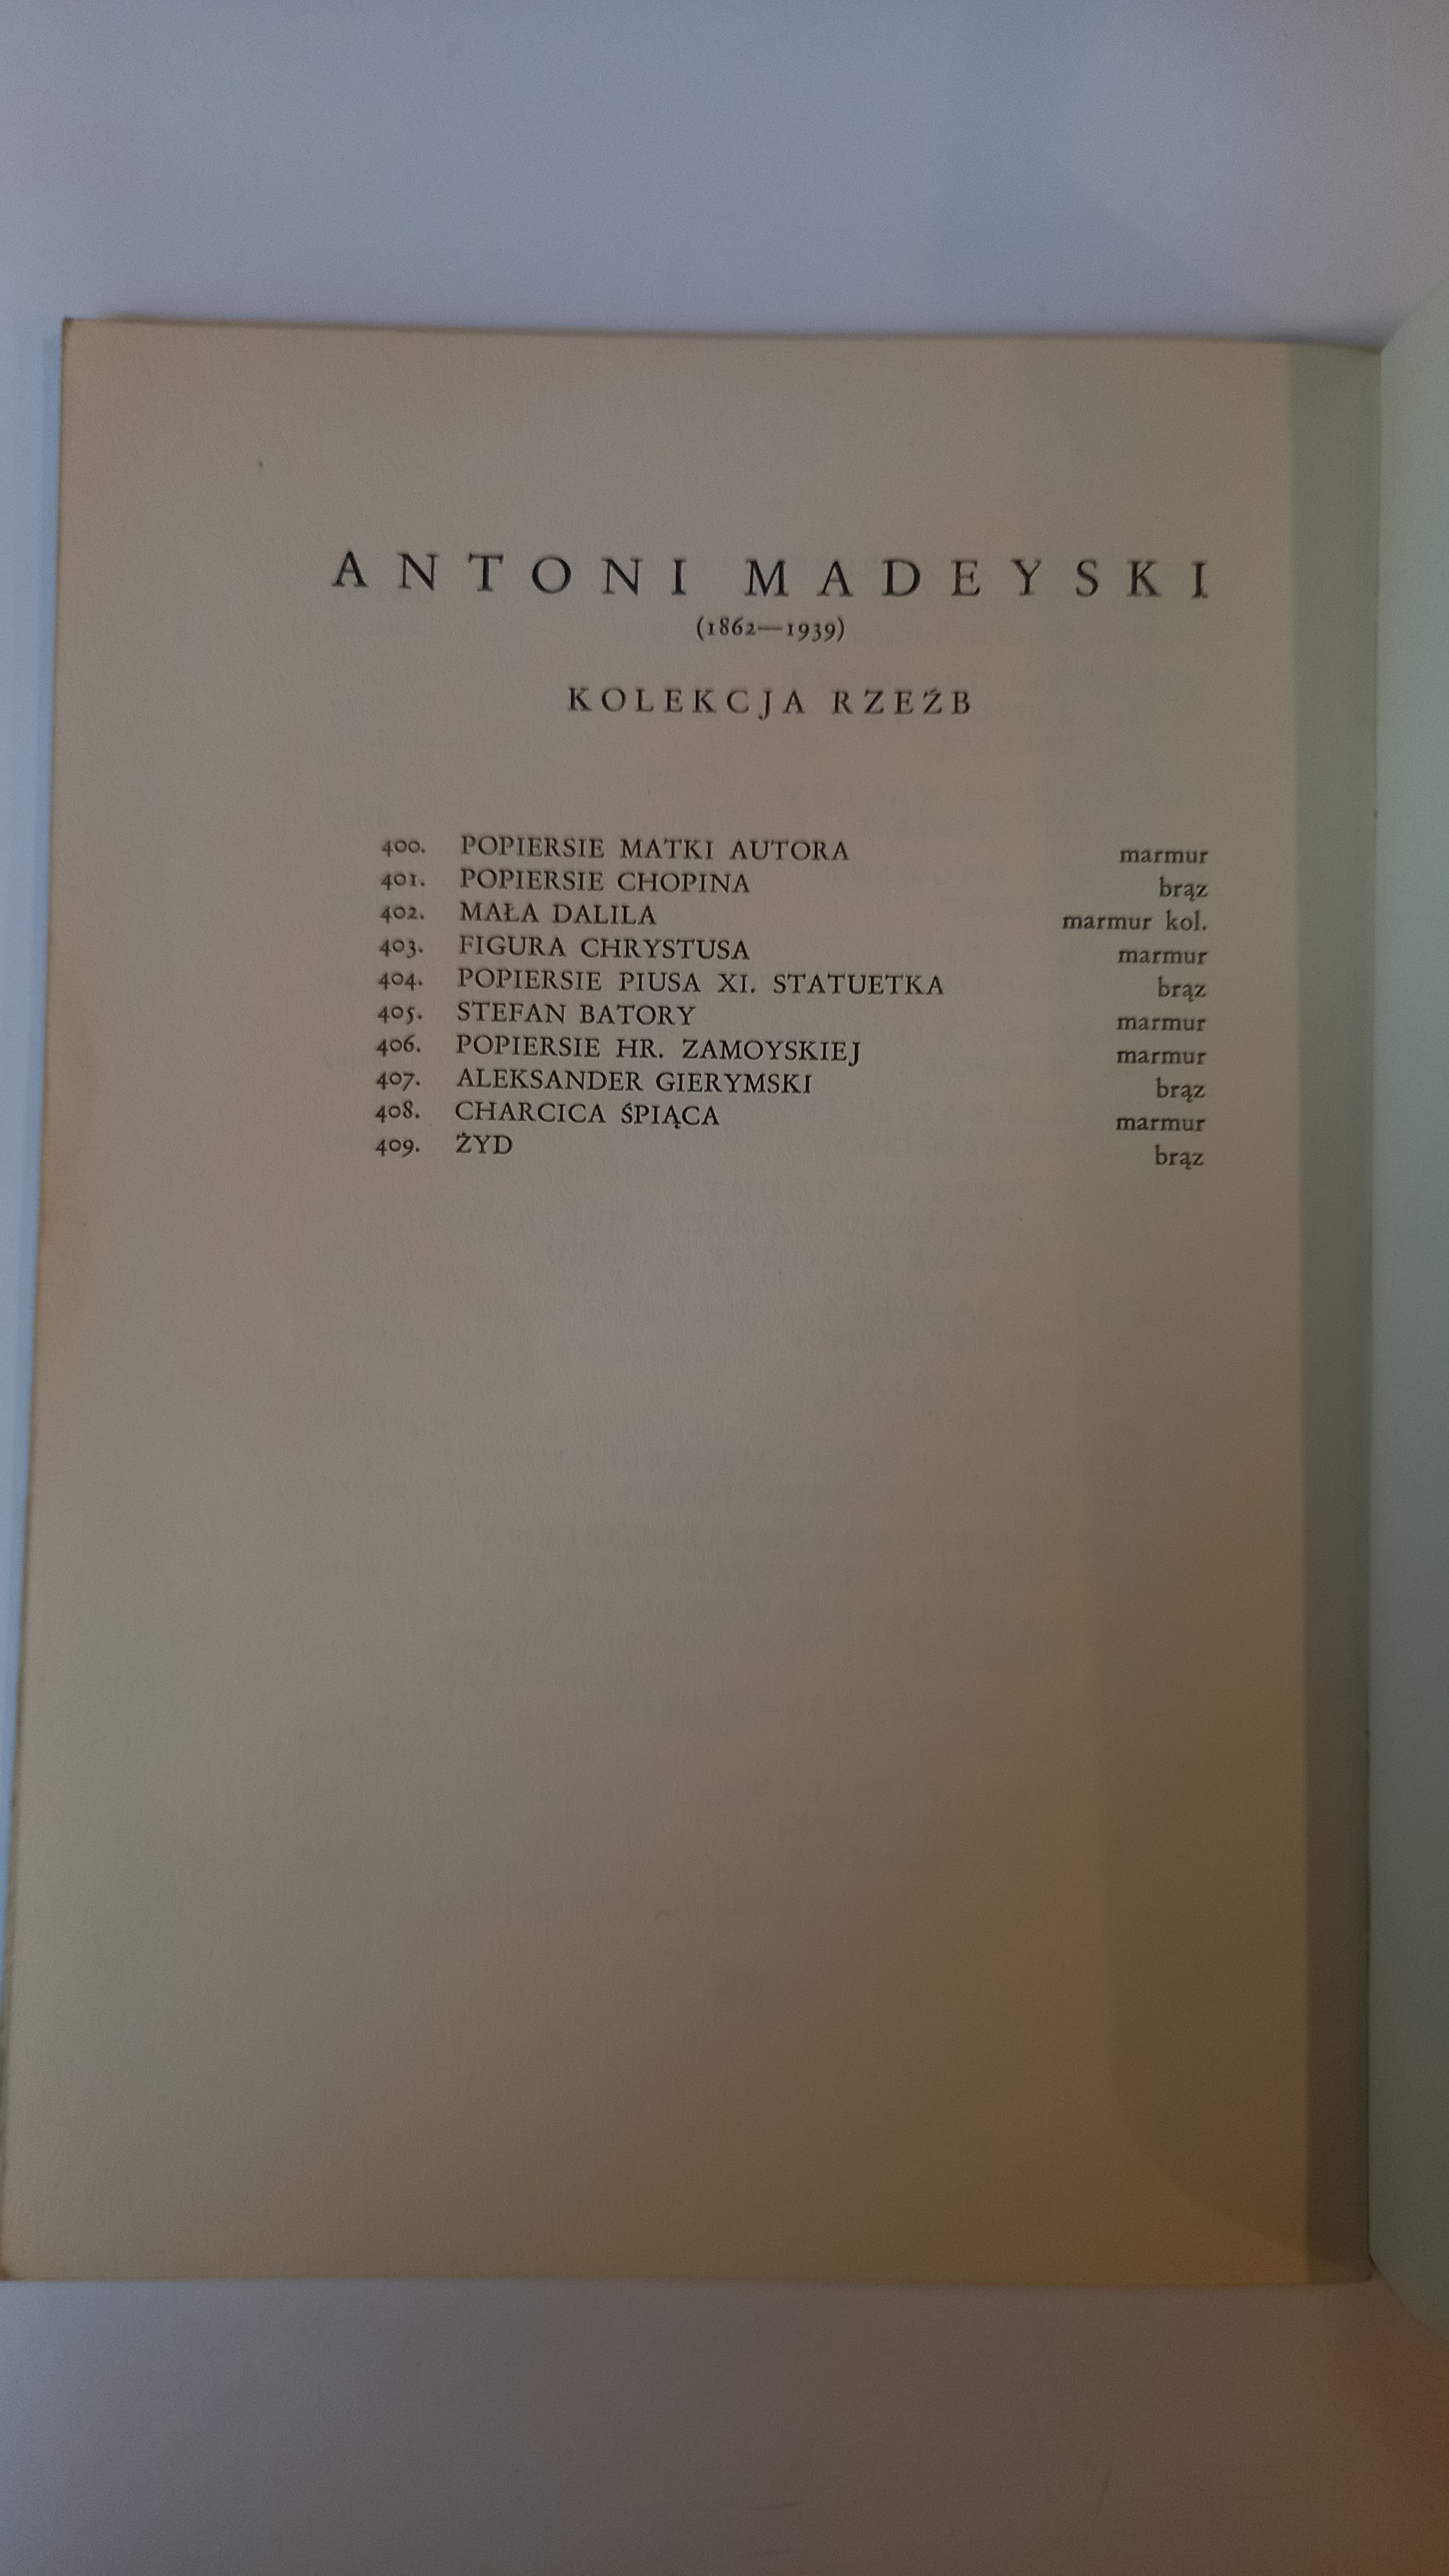 ANTONI MADEYSKI
(1862—1939)
KOLEKCJA RZEŹB
400. POPIERSIE MATKI AUTORA marmur
401. POPIERSIE CHOPINA brąz
402. MAŁA DALILA marmur kol.
403. FIGURA CHRYSTUSA marmur
404. POPIERSIE PIUSA XI. STATUETKA brąz
405. STEFAN BATORY marmur
406. POPIERSIE HR. ZAMOYSKIEJ marmur
407. ALEKSANDER GIERYMSKI brąz
408. CHARCICA ŚPIĄCA marmur
409. ŻYD brąz